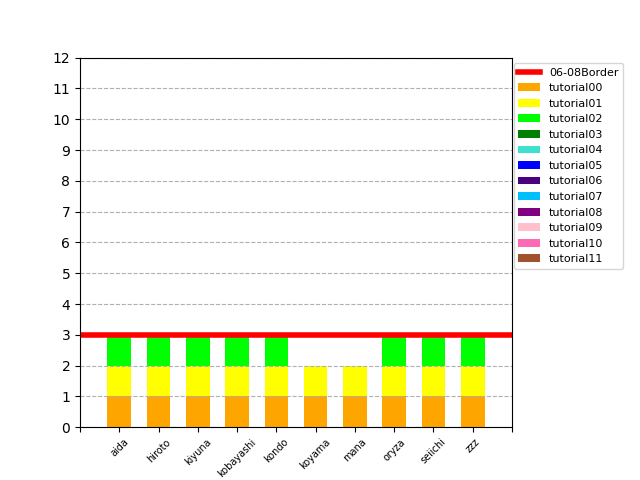 12
11
10
9
8
7
6
5
4
3
2
1
0
aida
hiroto
kiyuna
kobayashi
kondo
koyama
mana
oryza
seiichi
zzz
06-08Border
tutorial00
tutorial01
tutorial02
tutorial03
tutorial04
tutorial05
tutorial06
tutorial07
tutorial08
tutorial09
tutorial10
tutorial11